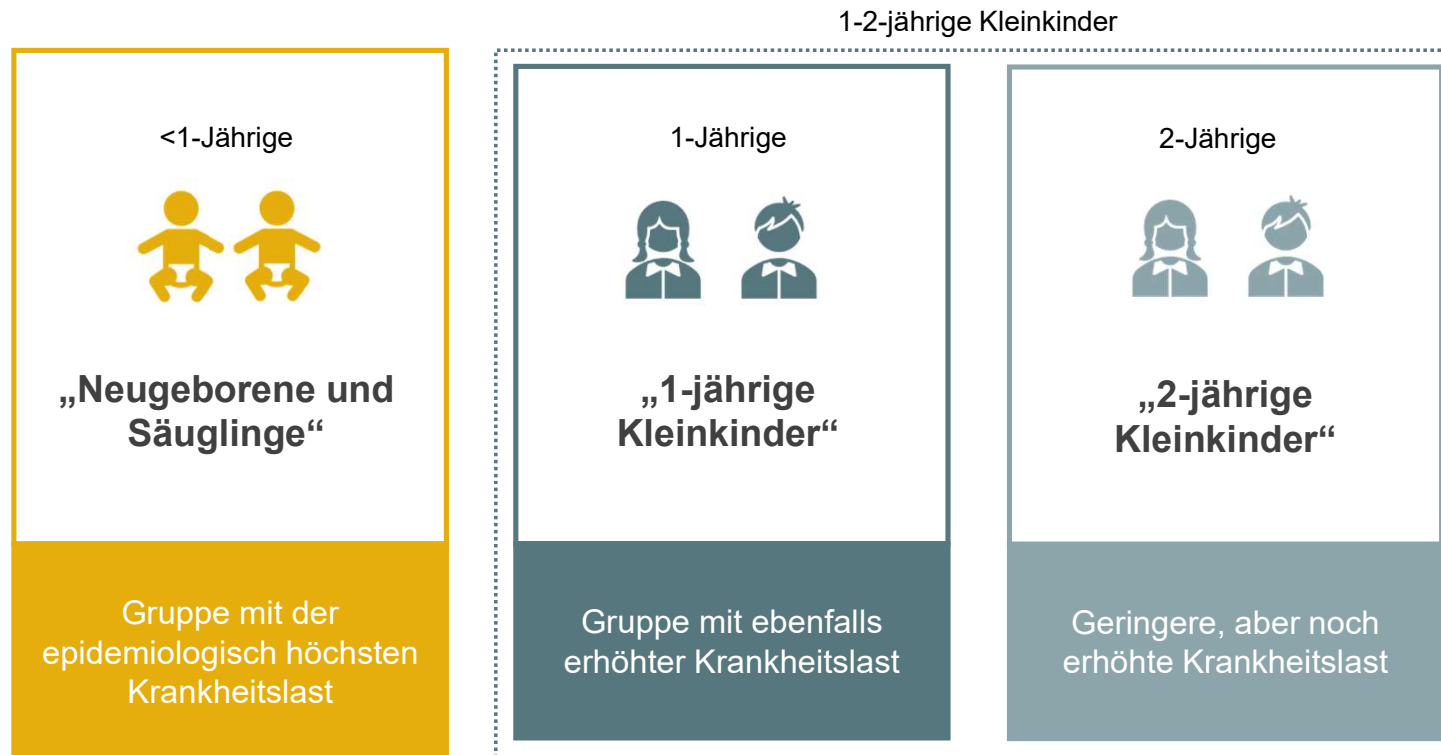 1-2-jährige Kleinkinder
<1-Jährige
„Neugeborene und
Säuglinge“
Gruppe mit der
epidemiologisch höchsten
Krankheitslast
1-Jährige
„1-jährige
Kleinkinder“
Gruppe mit ebenfalls
erhöhter Krankheitslast
2-Jährige
„2-jährige
Kleinkinder“
Geringere, aber noch
erhöhte Krankheitslast